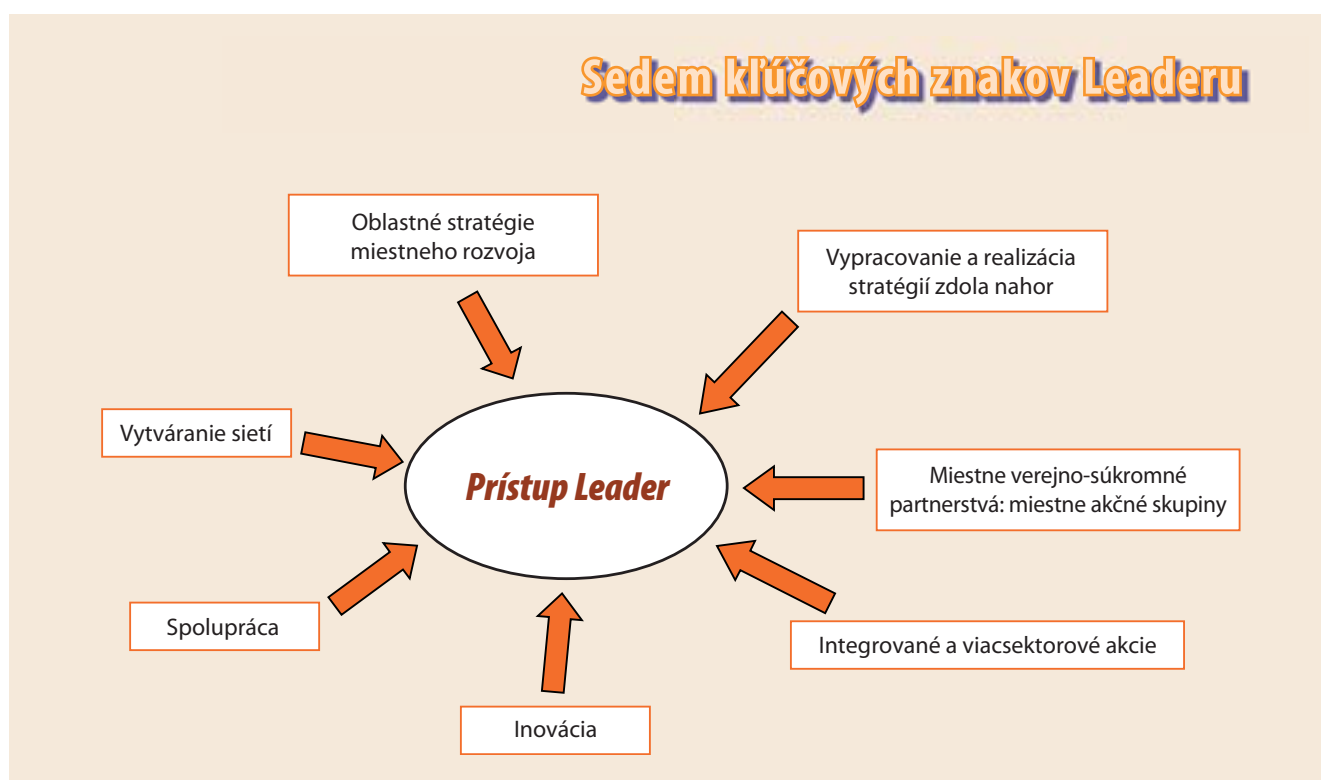 Sedem kľúčových znakov Leaderu
Oblastné stratégie
miestneho rozvoja
Vypracovanie a realizácia
stratégií zdola nahor
Vytváranie sietí
Prístup Leader
Miestne verejno-súkromné
partnerstvá: miestne akčné skupiny
Spolupráca
Integrované a viacsektorové akcie
Inovácia